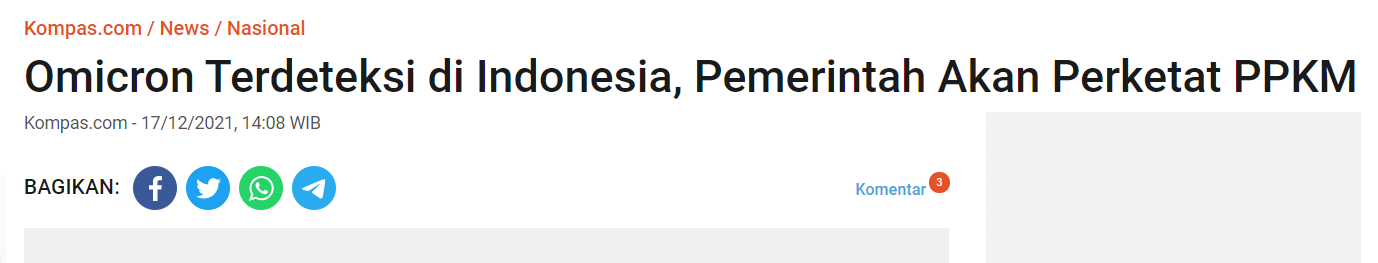 Kompas.com / News / Nasional
Omicron Terdeteksi di Indonesia, Pemerintah Akan Perketat PPKM
Kompas.com - 17/12/2021, 14:08 WIB
BAGIKAN:
Komentar 3